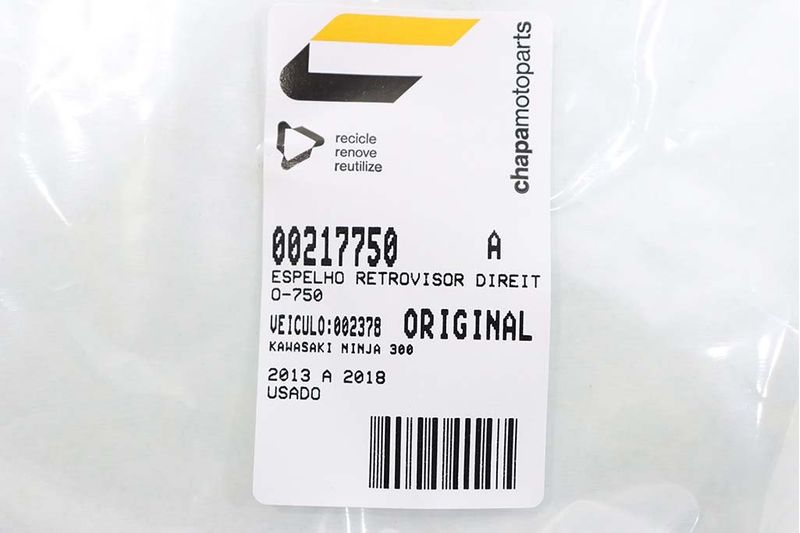 chapamotoparts
recicle
renove
reutilize
00217750 A
ESPELHO RETROVISOR DIREIT
O-750
VEICULO:002378 ORIGINAL
KAWASAKI NINJA 300
2013 A 2018
USADO